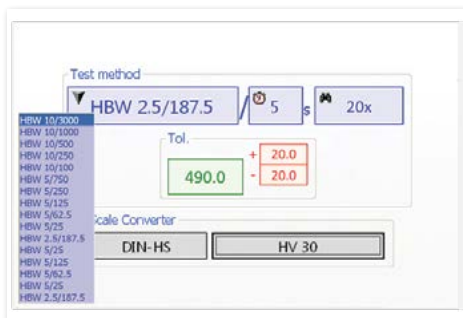 Test method
HBW 2.5/187.5 / 5 s 20x
HBW 10/3000
HBW 10/1000
HBW 10/500
HBW 10/250
HBW 10/100
HBW 5/750
HBW 5/250
HBW 5/125
HBW 5/62.5
HBW 5/25
HBW 2.5/187.5
HBW 5/25
HBW 5/125
HBW 5/62.5
HBW 5/25
HBW 2.5/187.5
Tol.
490.0
+ 20.0
- 20.0
Scale Converter
DIN-HS
HV 30